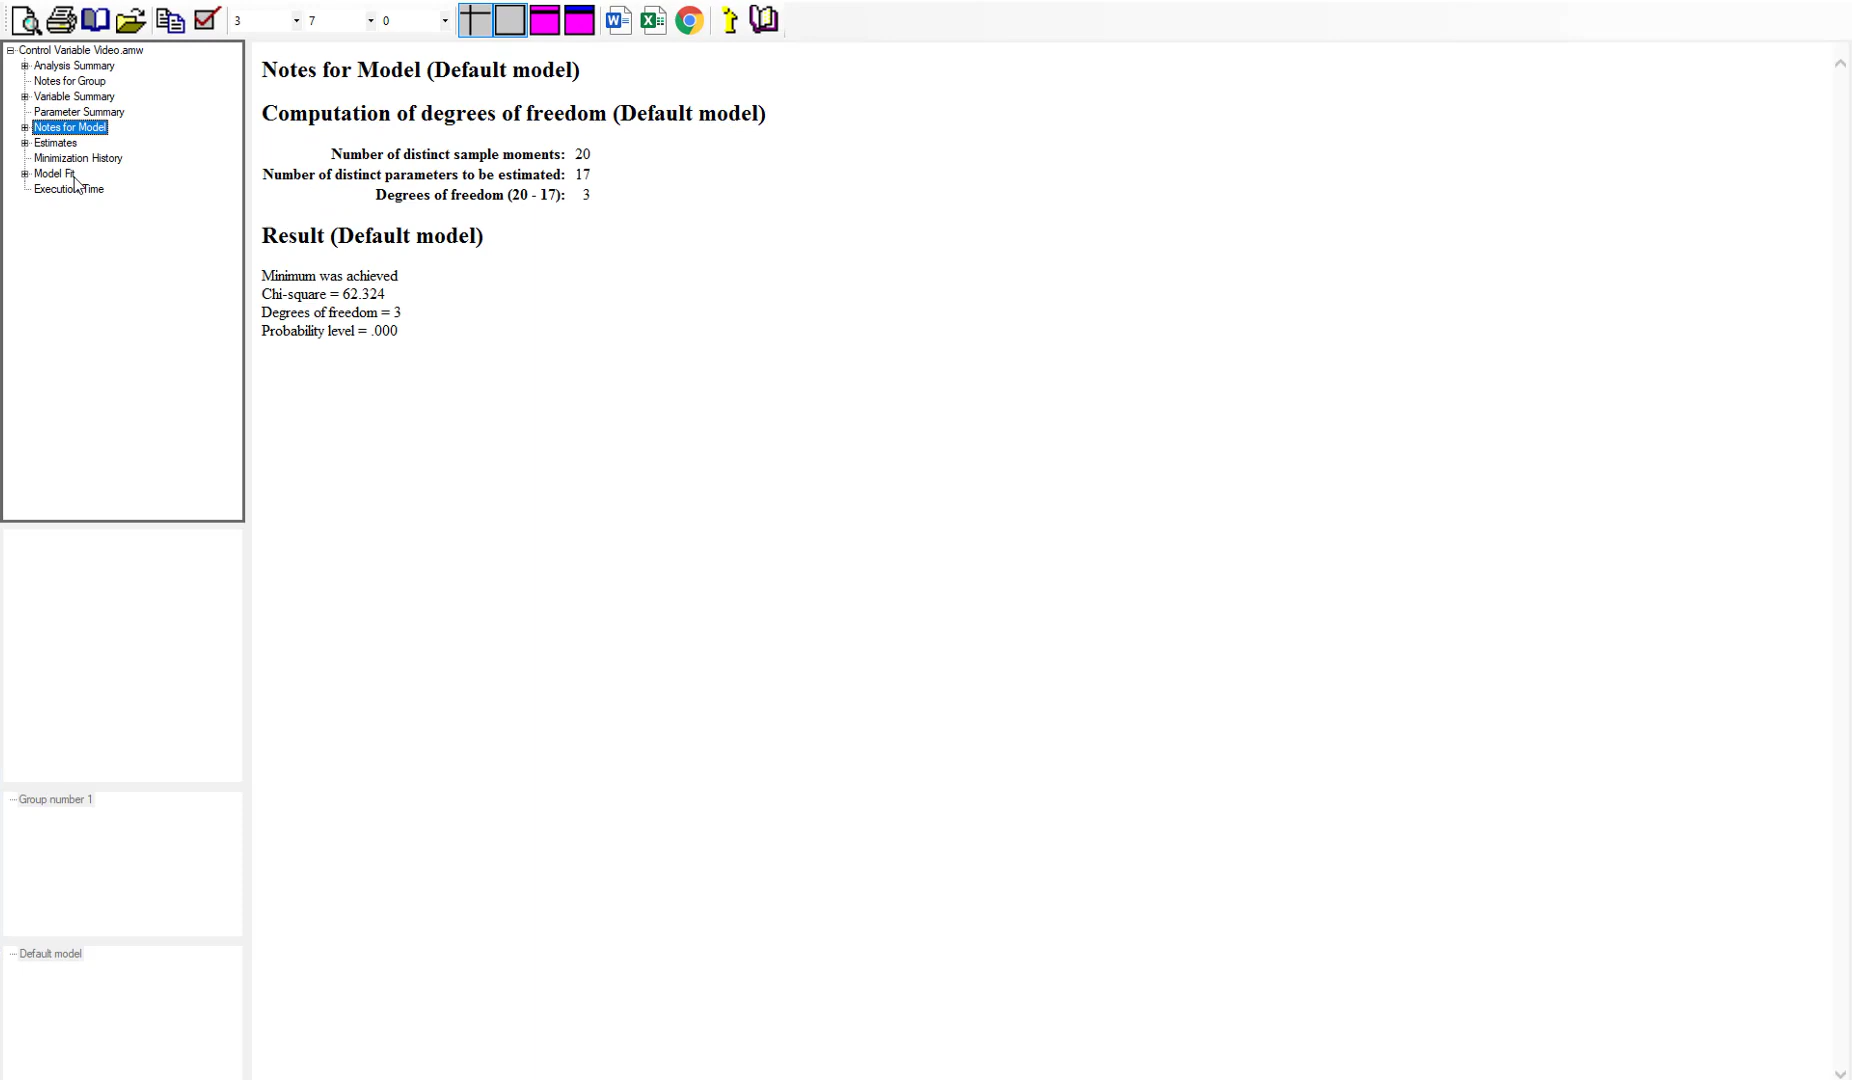 3 7 0
Control Variable Video.amw
Analysis Summary
Notes for Group
Variable Summary
Parameter Summary
Notes for Model
Estimates
Minimization History
Model Fit
Execution Time
Group number 1
Default model
Notes for Model (Default model)
Computation of degrees of freedom (Default model)
Number of distinct sample moments: 20
Number of distinct parameters to be estimated: 17
Degrees of freedom (20 - 17): 3
Result (Default model)
Minimum was achieved
Chi-square = 62.324
Degrees of freedom = 3
Probability level = .000